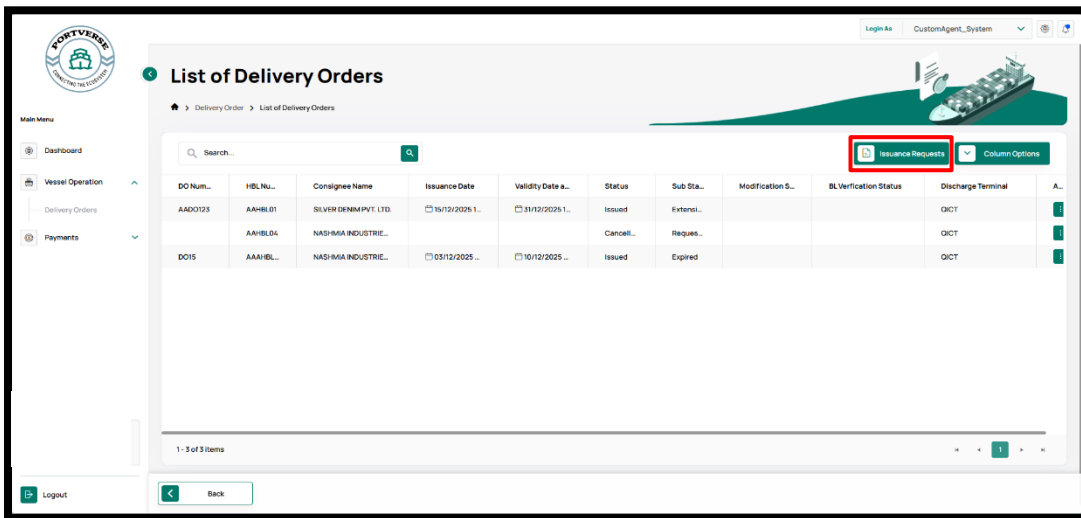 PORTVERSE
CONNECTING THE ECOSYSTEM
Login As CustomAgent_System
List of Delivery Orders
Delivery Order > List of Delivery Orders
Main Menu
Dashboard
Vessel Operation
Delivery Orders
Payments
Logout
Search...
Issuance Requests
Column Options
DO Num... HBL Nu... Consignee Name Issuance Date Validity Date a... Status Sub Sta... Modification S... BL Verfication Status Discharge Terminal A...
AADO123 AAHBL01 SILVER DENIM PVT. LTD. 15/12/2025 1... 31/12/2025 1... Issued Extensi... QICT
AAHBL04 NASHMIA INDUSTRIE... Cancell... Reques... QICT
DO15 AAAHBL... NASHMIA INDUSTRIE... 03/12/2025 ... 10/12/2025 ... Issued Expired QICT
1 - 3 of 3 items
1
Back